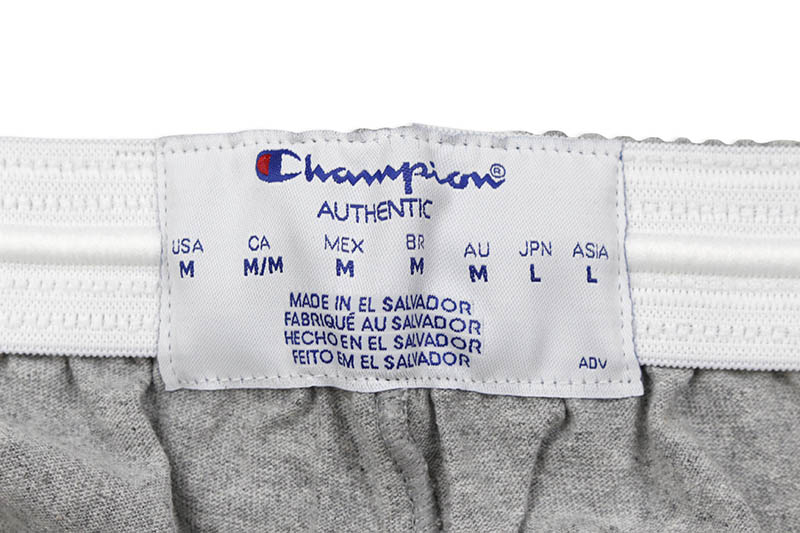 Champion®
AUTHENTIC
USA CA MEX BR AU JPN ASIA
M M/M M M M L L
MADE IN EL SALVADOR
FABRIQUÉ AU SALVADOR
HECHO EN EL SALVADOR
FEITO EM EL SALVADOR
ADV